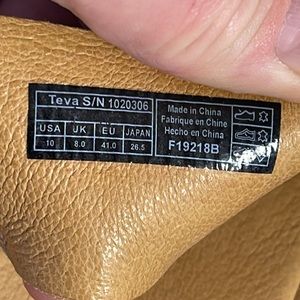 Teva S/N 1020306
USA UK EU JAPAN
10 8.0 41.0 26.5
Made in China
Fabrique en Chine
Hecho en China
F19218B